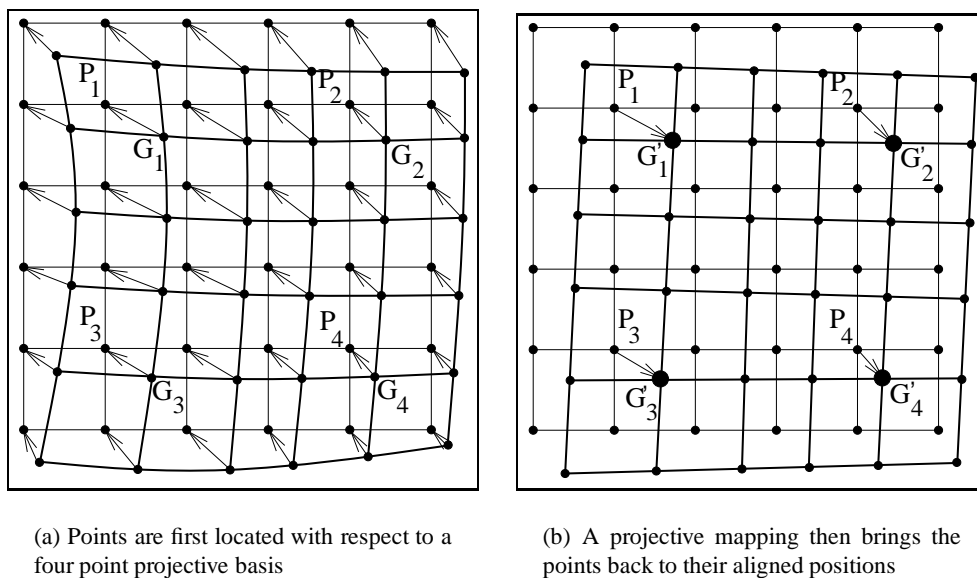 P1
P2
G1
G2
P3
P4
G3
G4
P1
P2
G'1
G'2
P3
P4
G'3
G'4
(a) Points are first located with respect to a
four point projective basis
(b) A projective mapping then brings the
points back to their aligned positions